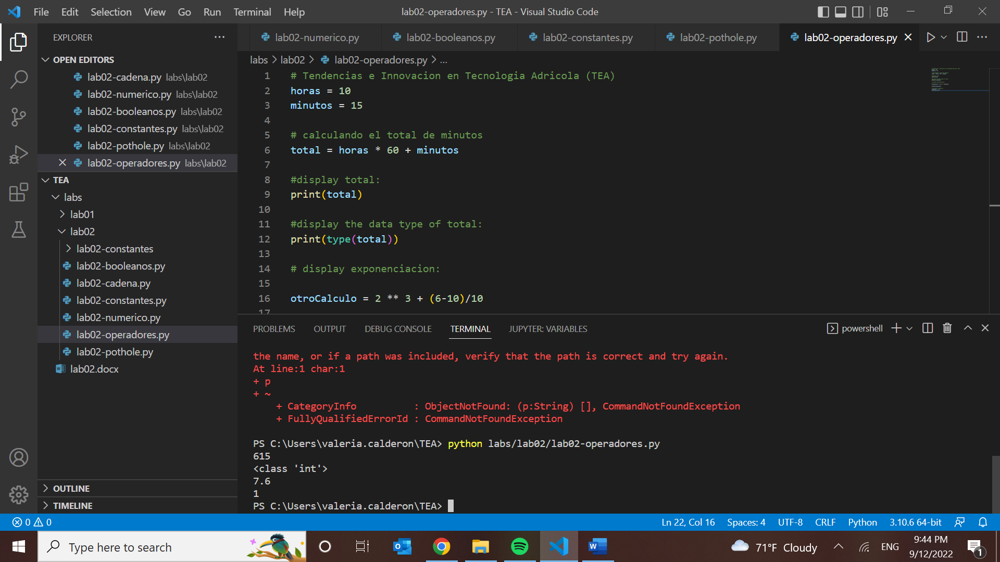 File Edit Selection View Go Run Terminal Help
lab02-operadores.py - TEA - Visual Studio Code
EXPLORER
lab02-numerico.py lab02-booleanos.py lab02-constantes.py lab02-pothole.py lab02-operadores.py
OPEN EDITORS
lab02-cadena.py labs\lab02
lab02-numerico.py labs\lab02
lab02-booleanos.py labs\lab02
lab02-constantes.py labs\lab02
lab02-pothole.py labs\lab02
lab02-operadores.py labs\lab02
TEA
labs
lab01
lab02
lab02-constantes
lab02-booleanos.py
lab02-cadena.py
lab02-constantes.py
lab02-numerico.py
lab02-operadores.py
lab02-pothole.py
lab02.docx
OUTLINE
TIMELINE
labs > lab02 > lab02-operadores.py > ...
1 # Tendencias e Innovacion en Tecnologia Adricola (TEA)
2 horas = 10
3 minutos = 15
4
5 # calculando el total de minutos
6 total = horas * 60 + minutos
7
8 #display total:
9 print(total)
10
11 #display the data type of total:
12 print(type(total))
13
14 # display exponenciacion:
15
16 otroCalculo = 2 ** 3 + (6-10)/10
17
PROBLEMS OUTPUT DEBUG CONSOLE TERMINAL JUPYTER: VARIABLES
powershell
the name, or if a path was included, verify that the path is correct and try again.
At line:1 char:1
+ p
+ ~
+ CategoryInfo : ObjectNotFound: (p:String) [], CommandNotFoundException
+ FullyQualifiedErrorId : CommandNotFoundException
PS C:\Users\valeria.calderon\TEA> python labs/lab02/lab02-operadores.py
615
<class 'int'>
7.6
1
PS C:\Users\valeria.calderon\TEA>
0 0
Ln 22, Col 16 Spaces: 4 UTF-8 CRLF Python 3.10.6 64-bit
Type here to search
71°F Cloudy
ENG
9:44 PM
9/12/2022
1